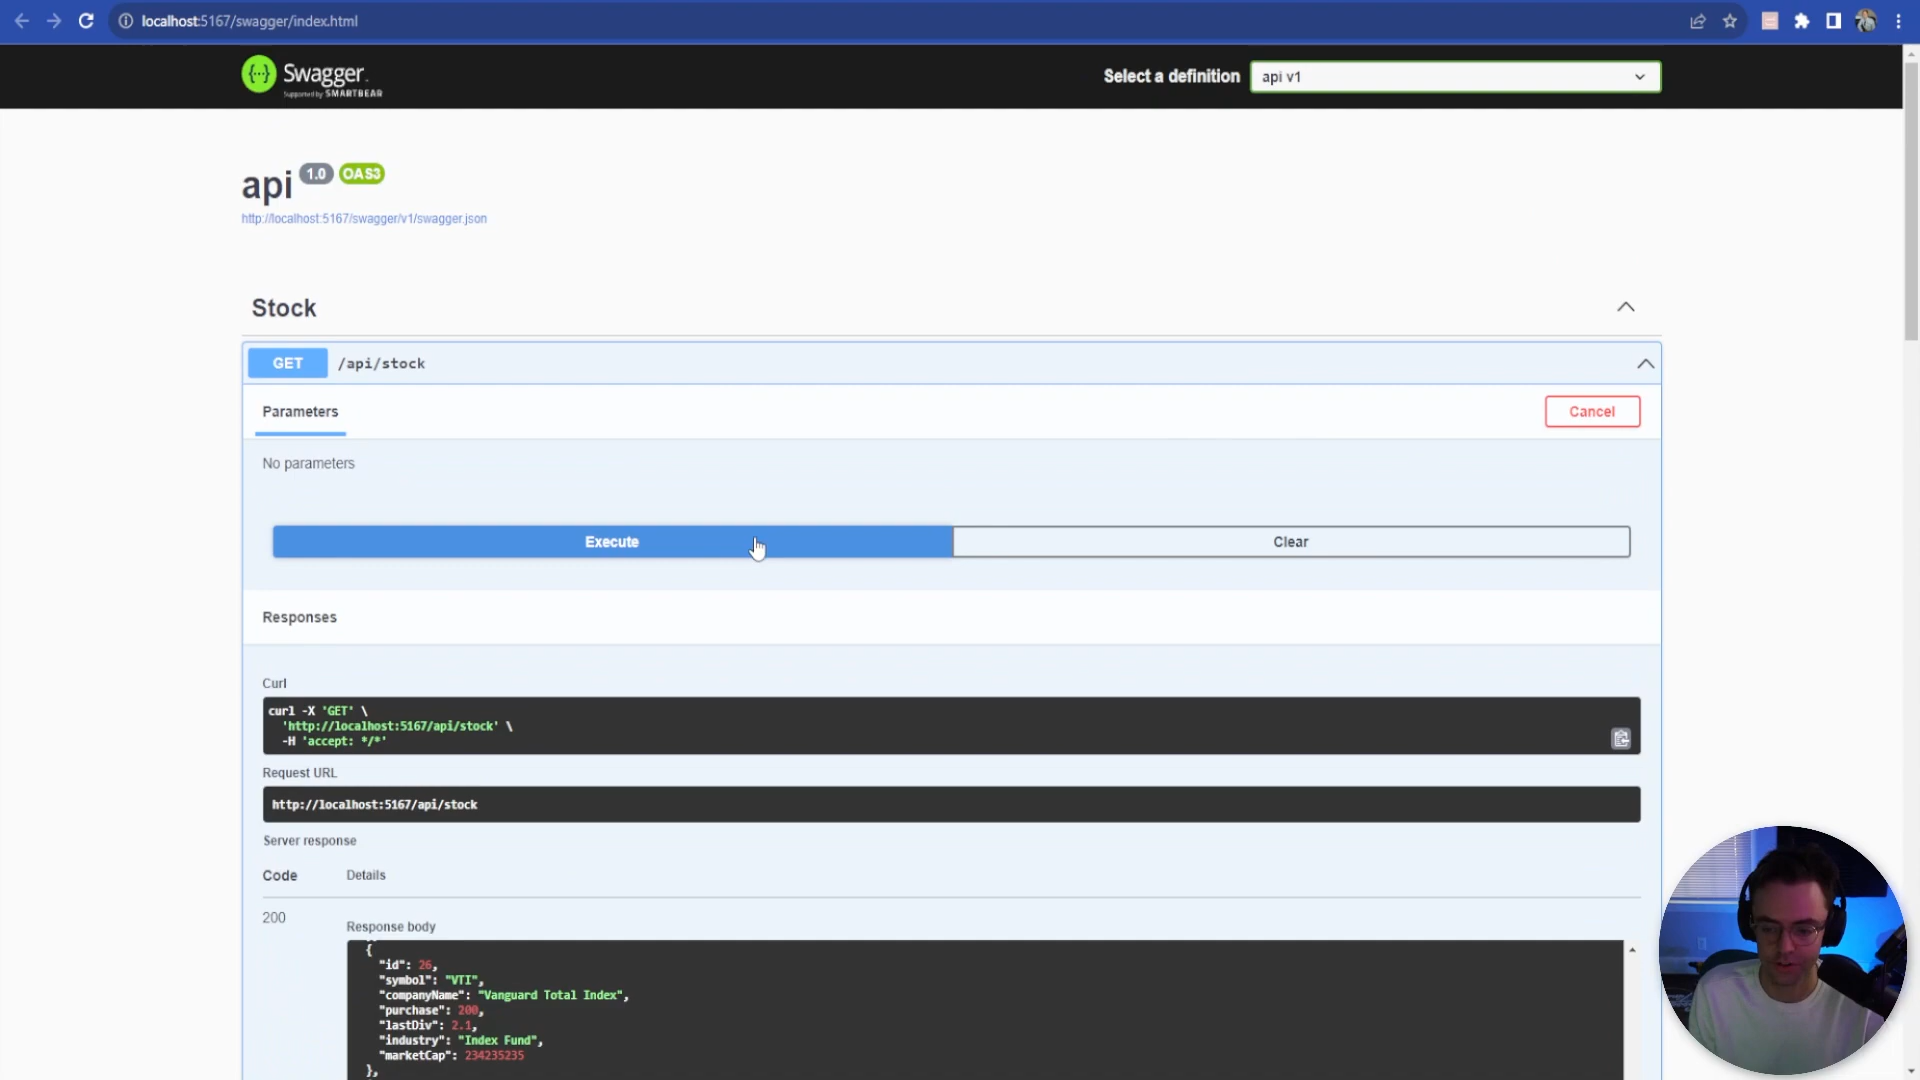 localhost:5167/swagger/index.html
Swagger.
Supported by SMARTBEAR
Select a definition
api v1
api 1.0 OAS3
http://localhost:5167/swagger/v1/swagger.json
Stock
GET /api/stock
Parameters
Cancel
No parameters
Execute
Clear
Responses
Curl
curl -X 'GET' \
'http://localhost:5167/api/stock' \
-H 'accept: */*'
Request URL
http://localhost:5167/api/stock
Server response
Code Details
200
Response body
{
"id": 26,
"symbol": "VTI",
"companyName": "Vanguard Total Index",
"purchase": 200,
"lastDiv": 2.1,
"industry": "Index Fund",
"marketCap": 234235235
},